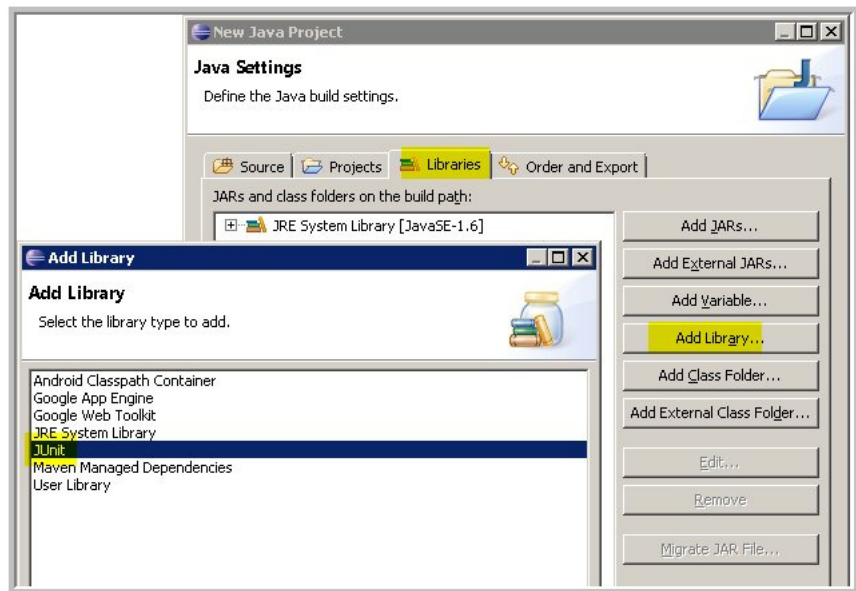 New Java Project
Java Settings
Define the Java build settings.
Source Projects Libraries Order and Export
JARs and class folders on the build path:
JRE System Library [JavaSE-1.6]
Add JARs...
Add External JARs...
Add Variable...
Add Library...
Add Class Folder...
Add External Class Folder...
Edit...
Remove
Migrate JAR File...
Add Library
Add Library
Select the library type to add.
Android Classpath Container
Google App Engine
Google Web Toolkit
JRE System Library
JUnit
Maven Managed Dependencies
User Library